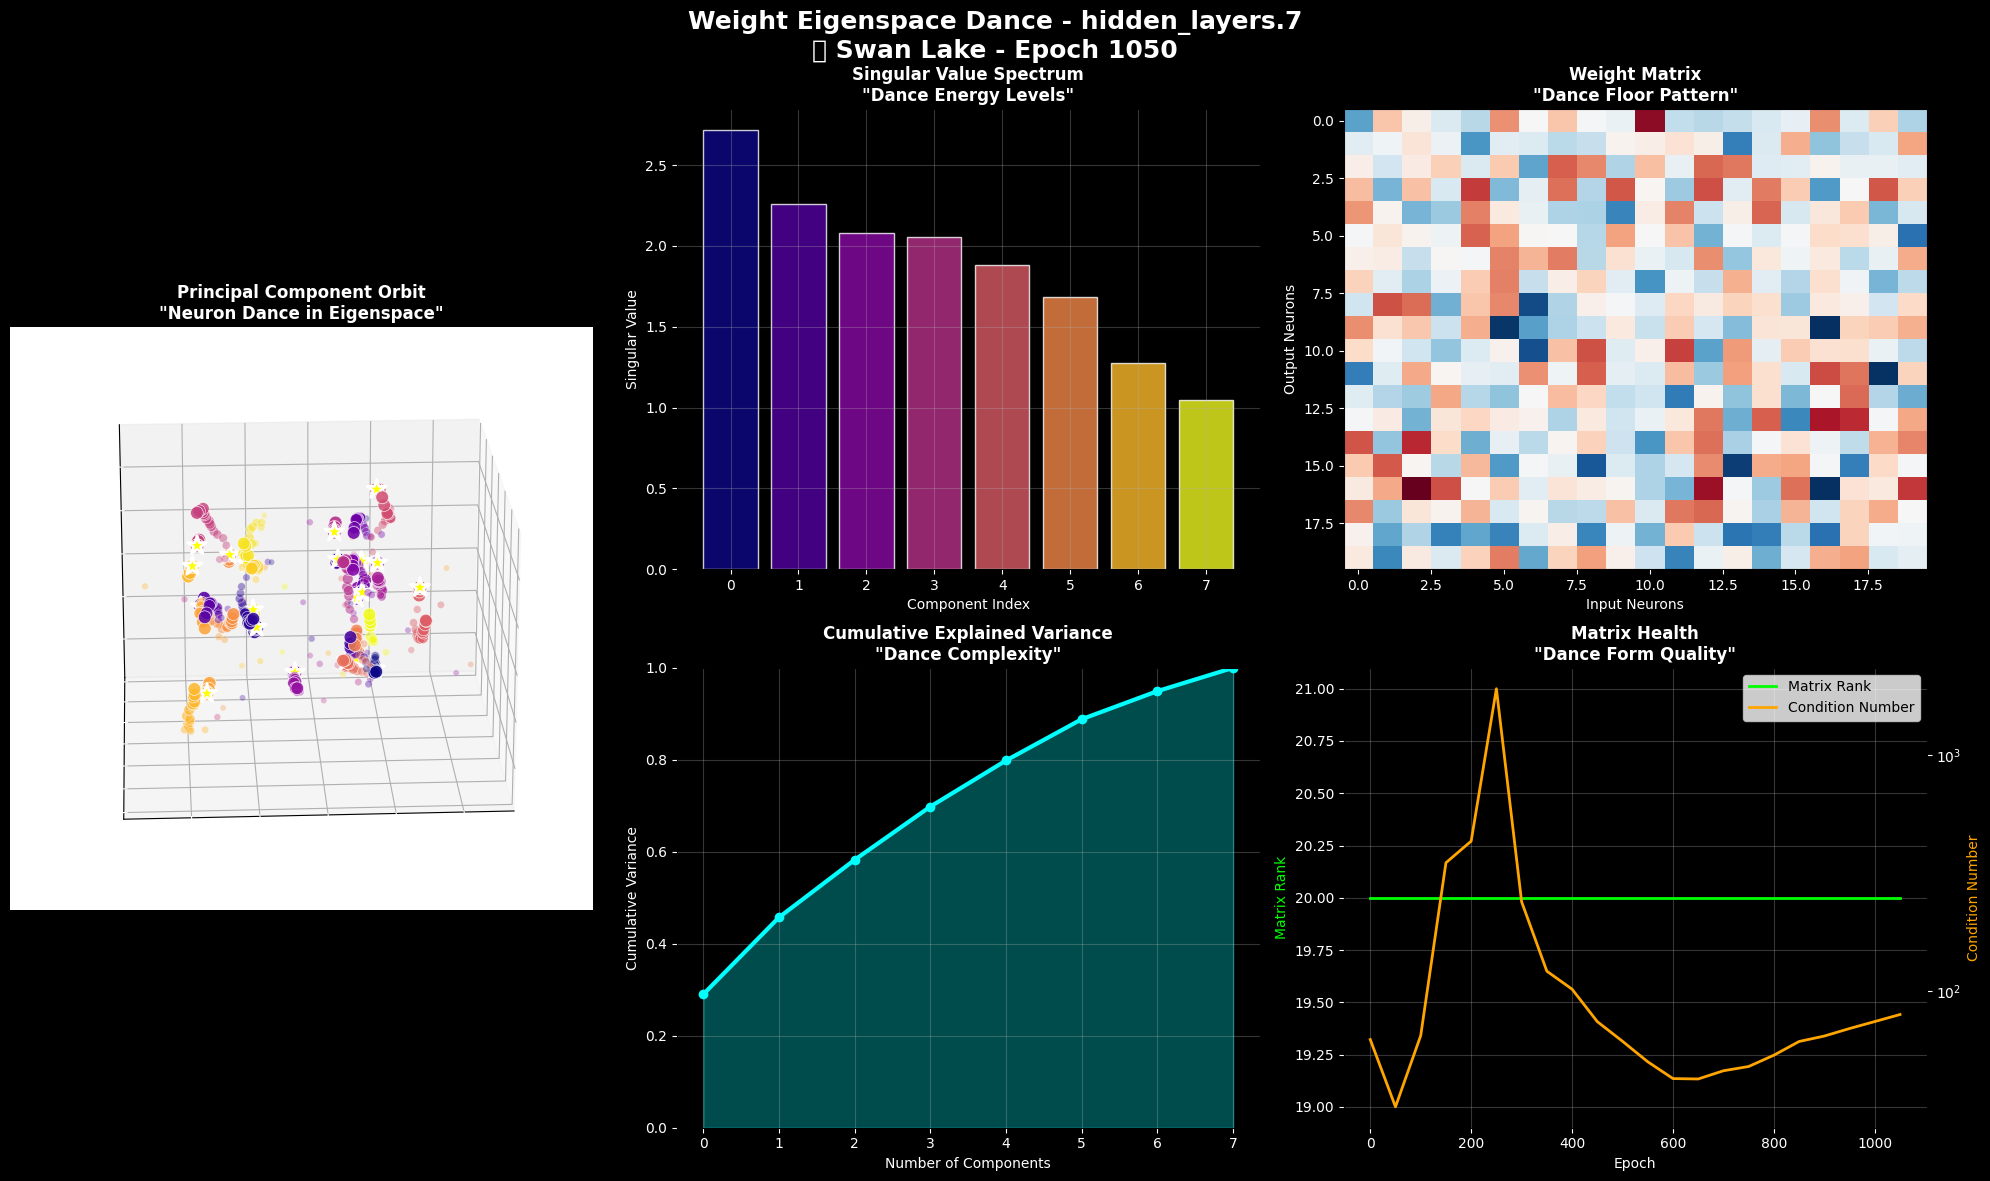 Weight Eigenspace Dance - hidden_layers.7
Swan Lake - Epoch 1050
Principal Component Orbit
"Neuron Dance in Eigenspace"
Singular Value Spectrum
"Dance Energy Levels"
2.5
2.0
1.5
1.0
0.5
0.0
Singular Value
0 1 2 3 4 5 6 7
Component Index
Weight Matrix
"Dance Floor Pattern"
0.0
2.5
5.0
7.5
10.0
12.5
15.0
17.5
Output Neurons
0.0 2.5 5.0 7.5 10.0 12.5 15.0 17.5
Input Neurons
Cumulative Explained Variance
"Dance Complexity"
1.0
0.8
0.6
0.4
0.2
0.0
Cumulative Variance
0 1 2 3 4 5 6 7
Number of Components
Matrix Health
"Dance Form Quality"
Matrix Rank
Condition Number
21.00
20.75
20.50
20.25
20.00
19.75
19.50
19.25
19.00
Matrix Rank
10³
10²
Condition Number
0 200 400 600 800 1000
Epoch